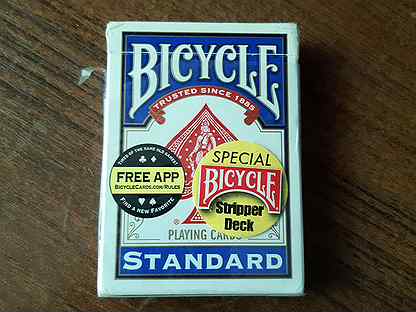 BICYCLE
TRUSTED SINCE 1885
TIRED OF THE SAME OLD GAMES?
FREE APP
BICYCLECARDS.COM/RULES
FIND A NEW FAVORITE
SPECIAL
BICYCLE
Stripper
Deck
®
PLAYING CARDS
STANDARD